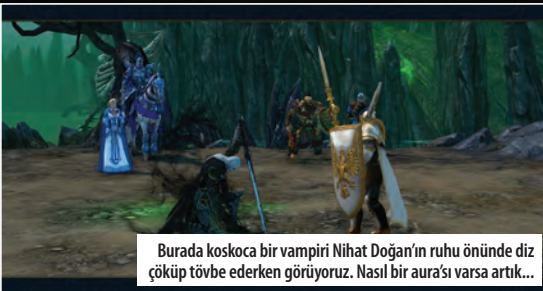 Burada koskoca bir vampiri Nihat Doğan’ın ruhu önünde diz
çöküp tövbe ederken görüyoruz. Nasıl bir aura’sı varsa artık...